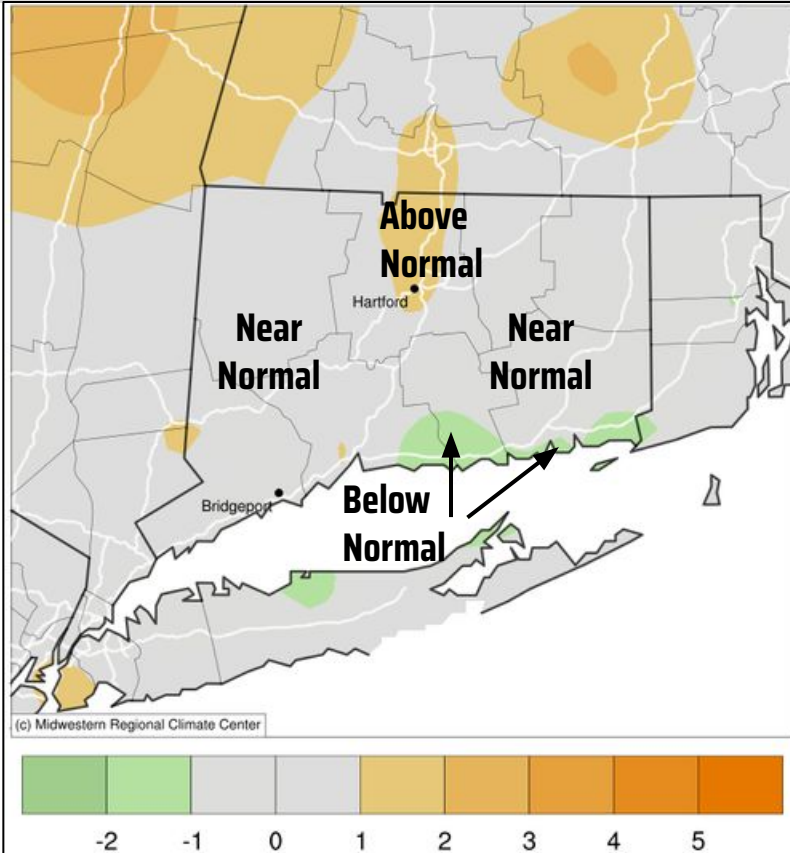 Above
Normal
Hartford
Near
Normal
Near
Normal
Bridgeport
Below
Normal
(c) Midwestern Regional Climate Center
-2 -1 0 1 2 3 4 5